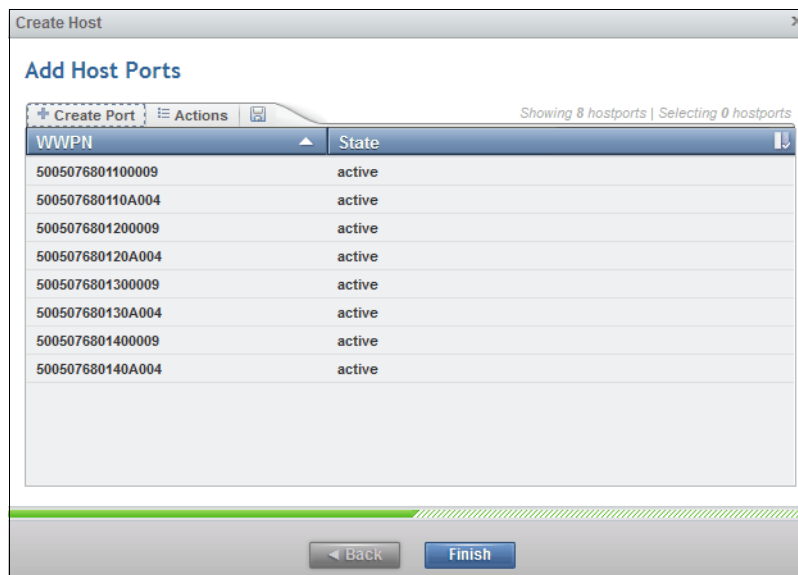 Create Host
Add Host Ports
Create Port Actions Showing 8 hostports | Selecting 0 hostports
WWPN State
5005076801100009 active
500507680110A004 active
5005076801200009 active
500507680120A004 active
5005076801300009 active
500507680130A004 active
5005076801400009 active
500507680140A004 active
Back Finish